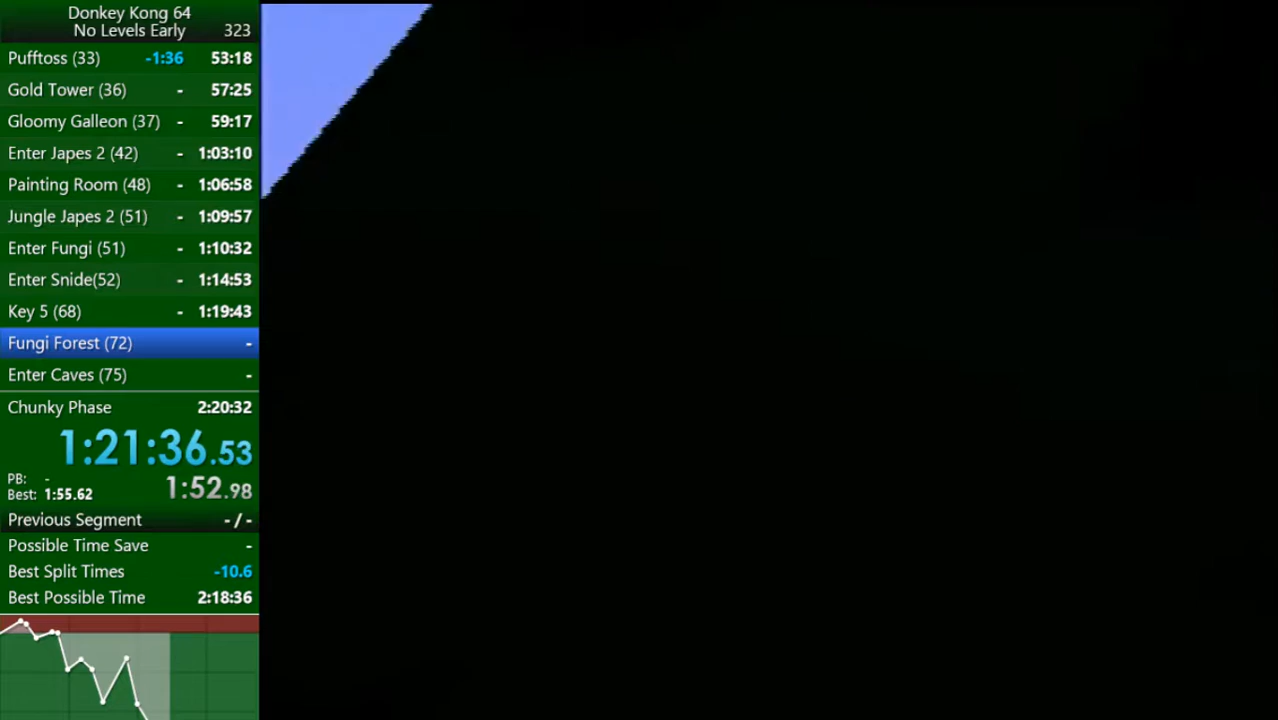 Donkey Kong 64
No Levels Early 323
Pufftoss (33) -1:36 53:18
Gold Tower (36) - 57:25
Gloomy Galleon (37) - 59:17
Enter Japes 2 (42) - 1:03:10
Painting Room (48) - 1:06:58
Jungle Japes 2 (51) - 1:09:57
Enter Fungi (51) - 1:10:32
Enter Snide(52) - 1:14:53
Key 5 (68) - 1:19:43
Fungi Forest (72) -
Enter Caves (75) -
Chunky Phase 2:20:32
1:21:36.53
PB: -
Best: 1:55.62 1:52.98
Previous Segment - / -
Possible Time Save -
Best Split Times -10.6
Best Possible Time 2:18:36